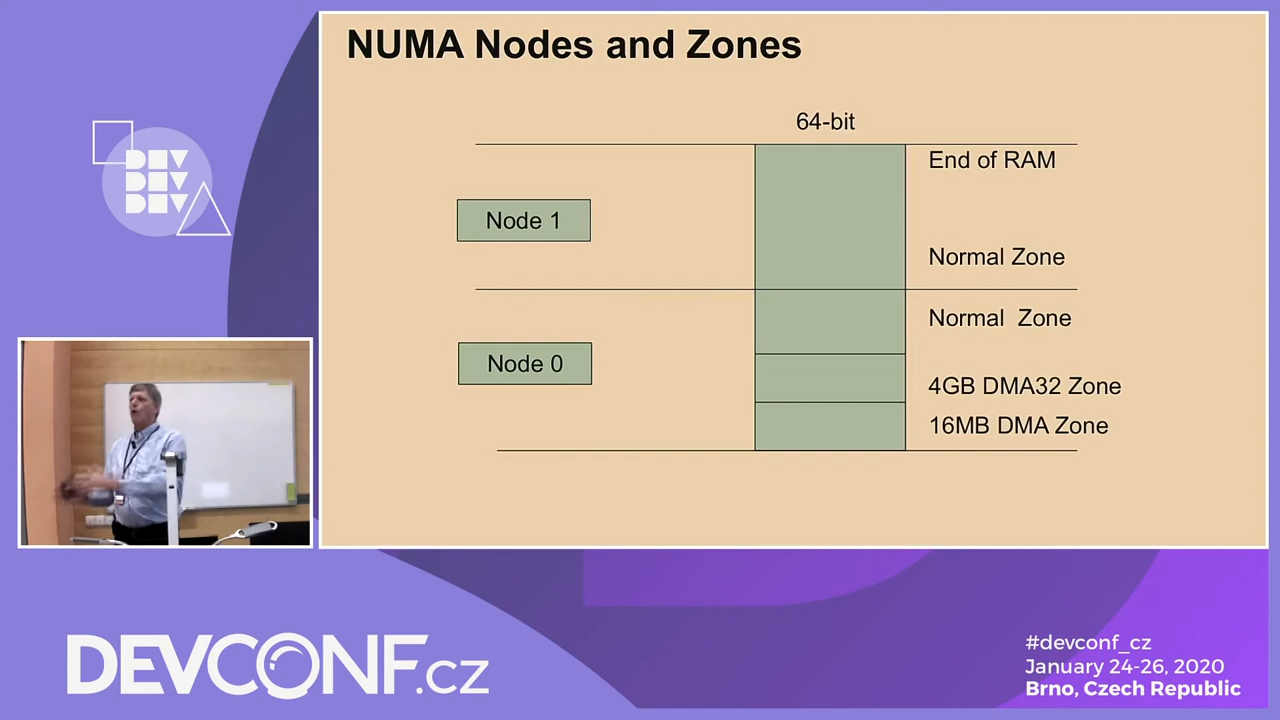 NUMA Nodes and Zones
64-bit
End of RAM
Node 1
Normal Zone
Normal Zone
Node 0
4GB DMA32 Zone
16MB DMA Zone
DEV
DEV
DEV
DEVCONF.cz
#devconf_cz
January 24-26, 2020
Brno, Czech Republic